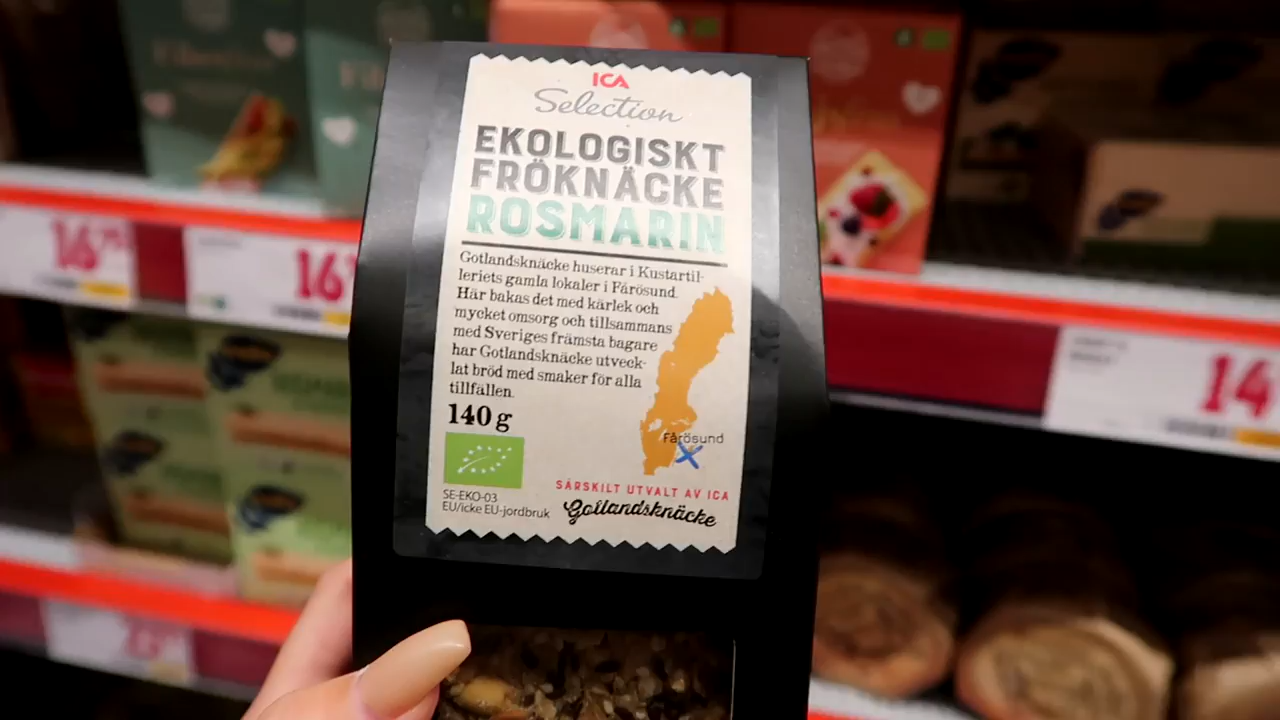 ICA
Selection
EKOLOGISKT
FRÖKNÄCKE
ROSMARIN
Gotlandsknäcke huserar i Kustartil-
leriets gamla lokaler i Fårösund.
Här bakas det med kärlek och
mycket omsorg och tillsammans
med Sveriges främsta bagare
har Gotlandsknäcke utveck-
lat bröd med smaker för alla
tillfällen.
140 g
Fårösund
SE-EKO-03
EU/icke EU-jordbruk
SÄRSKILT UTVALT AV ICA
Gotlandsknäcke
16
16
14